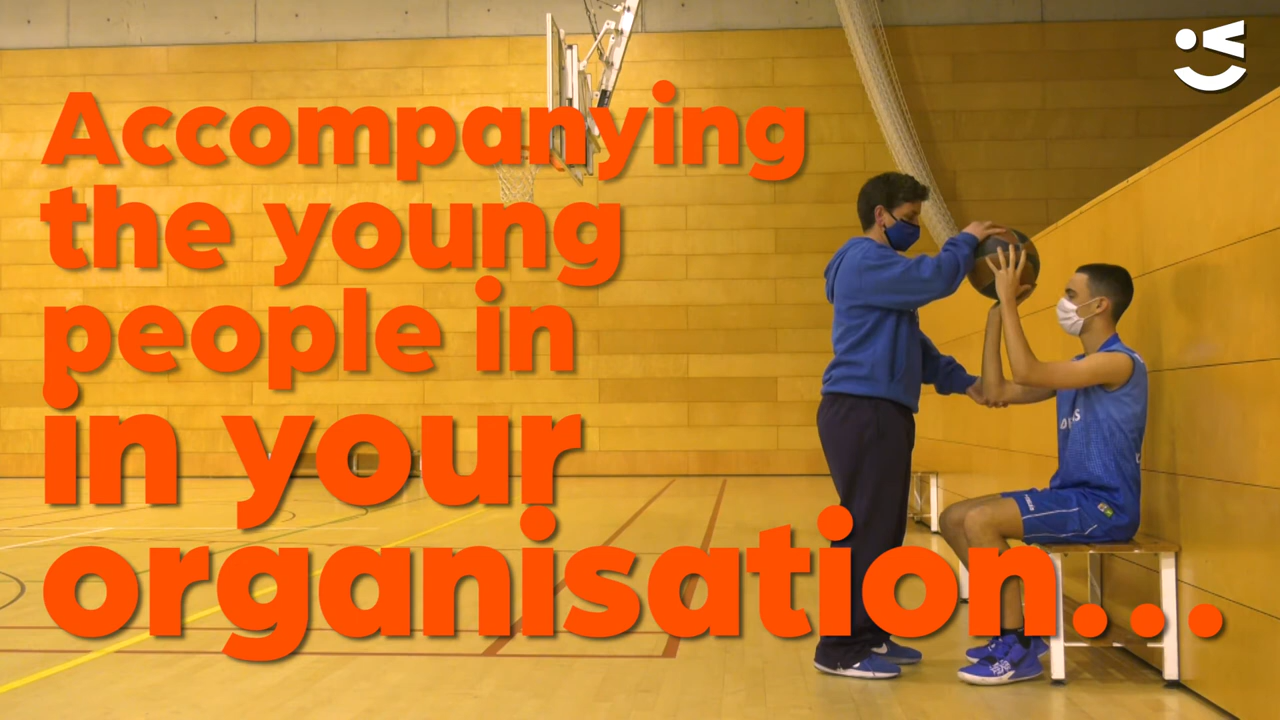 Accompanying
the young
people in
in your
organisation...